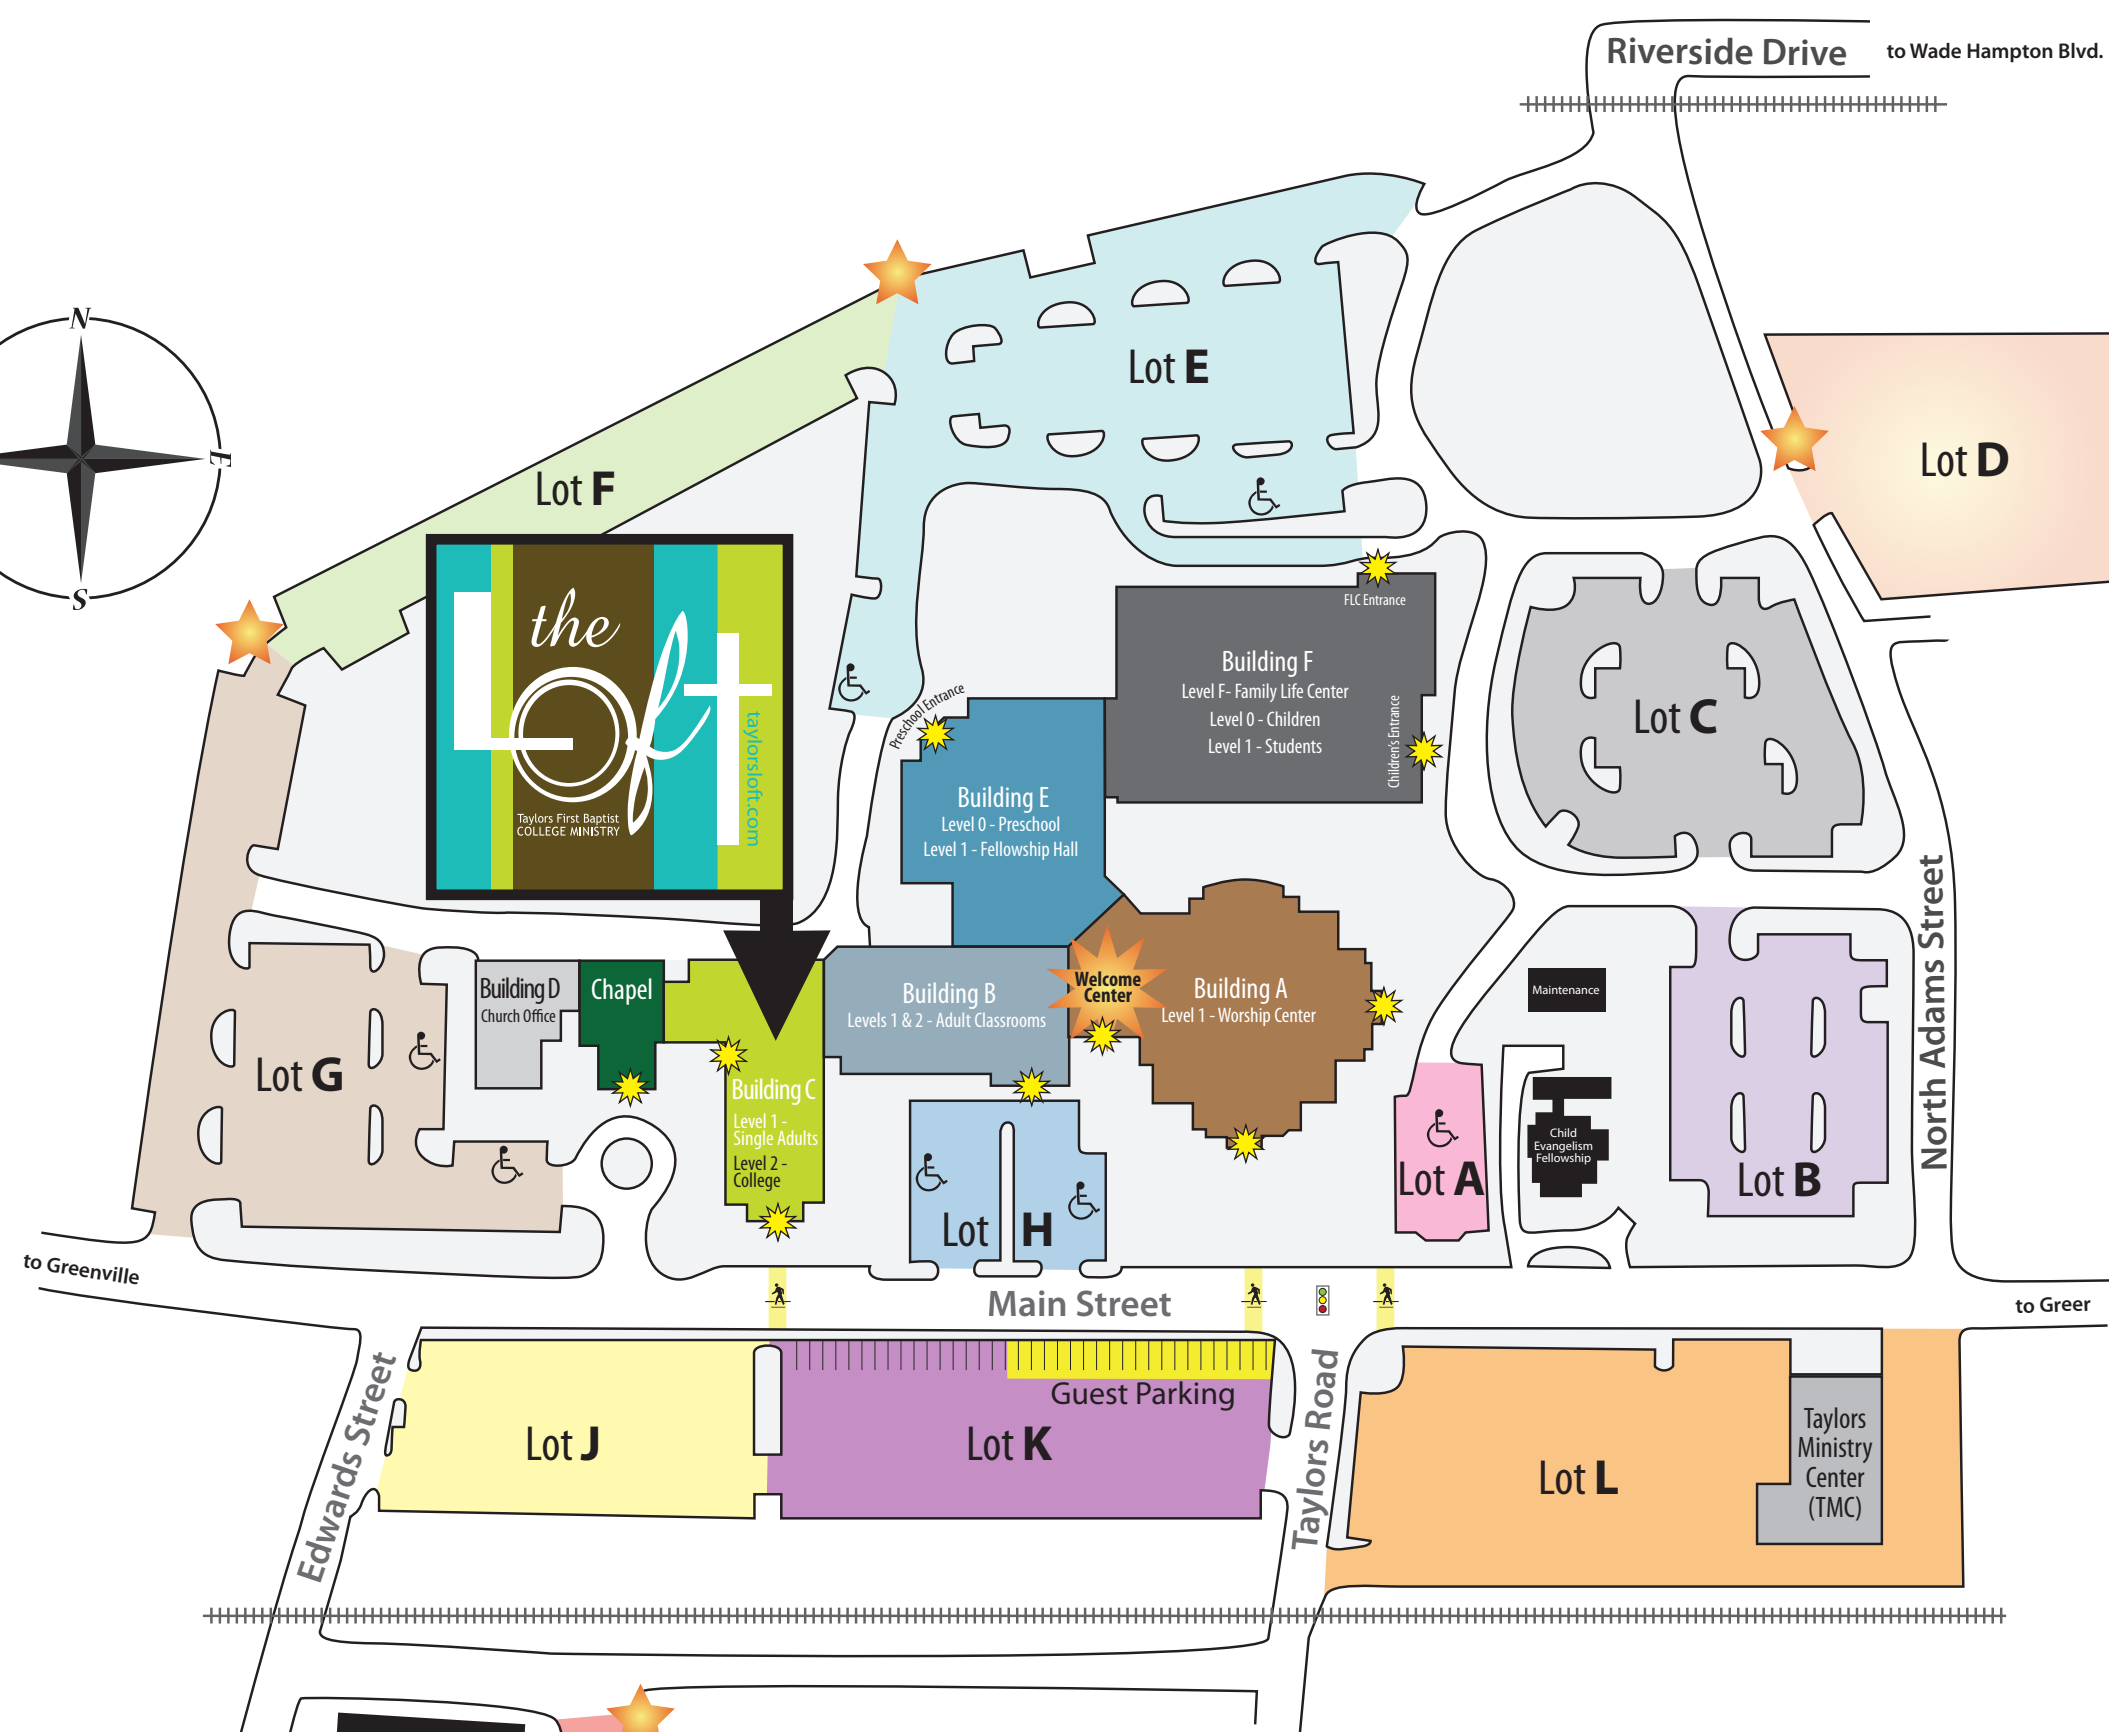 Riverside Drive
to Wade Hampton Blvd.
N
E
S
Lot E
Lot D
Lot F
FLC Entrance
Building F
Level F- Family Life Center
Level 0 - Children
Level 1 - Students
Children's Entrance
Lot C
the
Loft
taylorsloft.com
Taylors First Baptist
COLLEGE MINISTRY
Preschool Entrance
Building E
Level 0 - Preschool
Level 1 - Fellowship Hall
North Adams Street
Building D
Church Office
Chapel
Building B
Levels 1 & 2 - Adult Classrooms
Welcome
Center
Building A
Level 1 - Worship Center
Maintenance
Lot G
Building C
Level 1 -
Single Adults
Level 2 -
College
Child
Evangelism
Fellowship
Lot A
Lot B
Lot H
to Greenville
Main Street
to Greer
Edwards Street
Guest Parking
Taylors Road
Lot J
Lot K
Lot L
Taylors
Ministry
Center
(TMC)